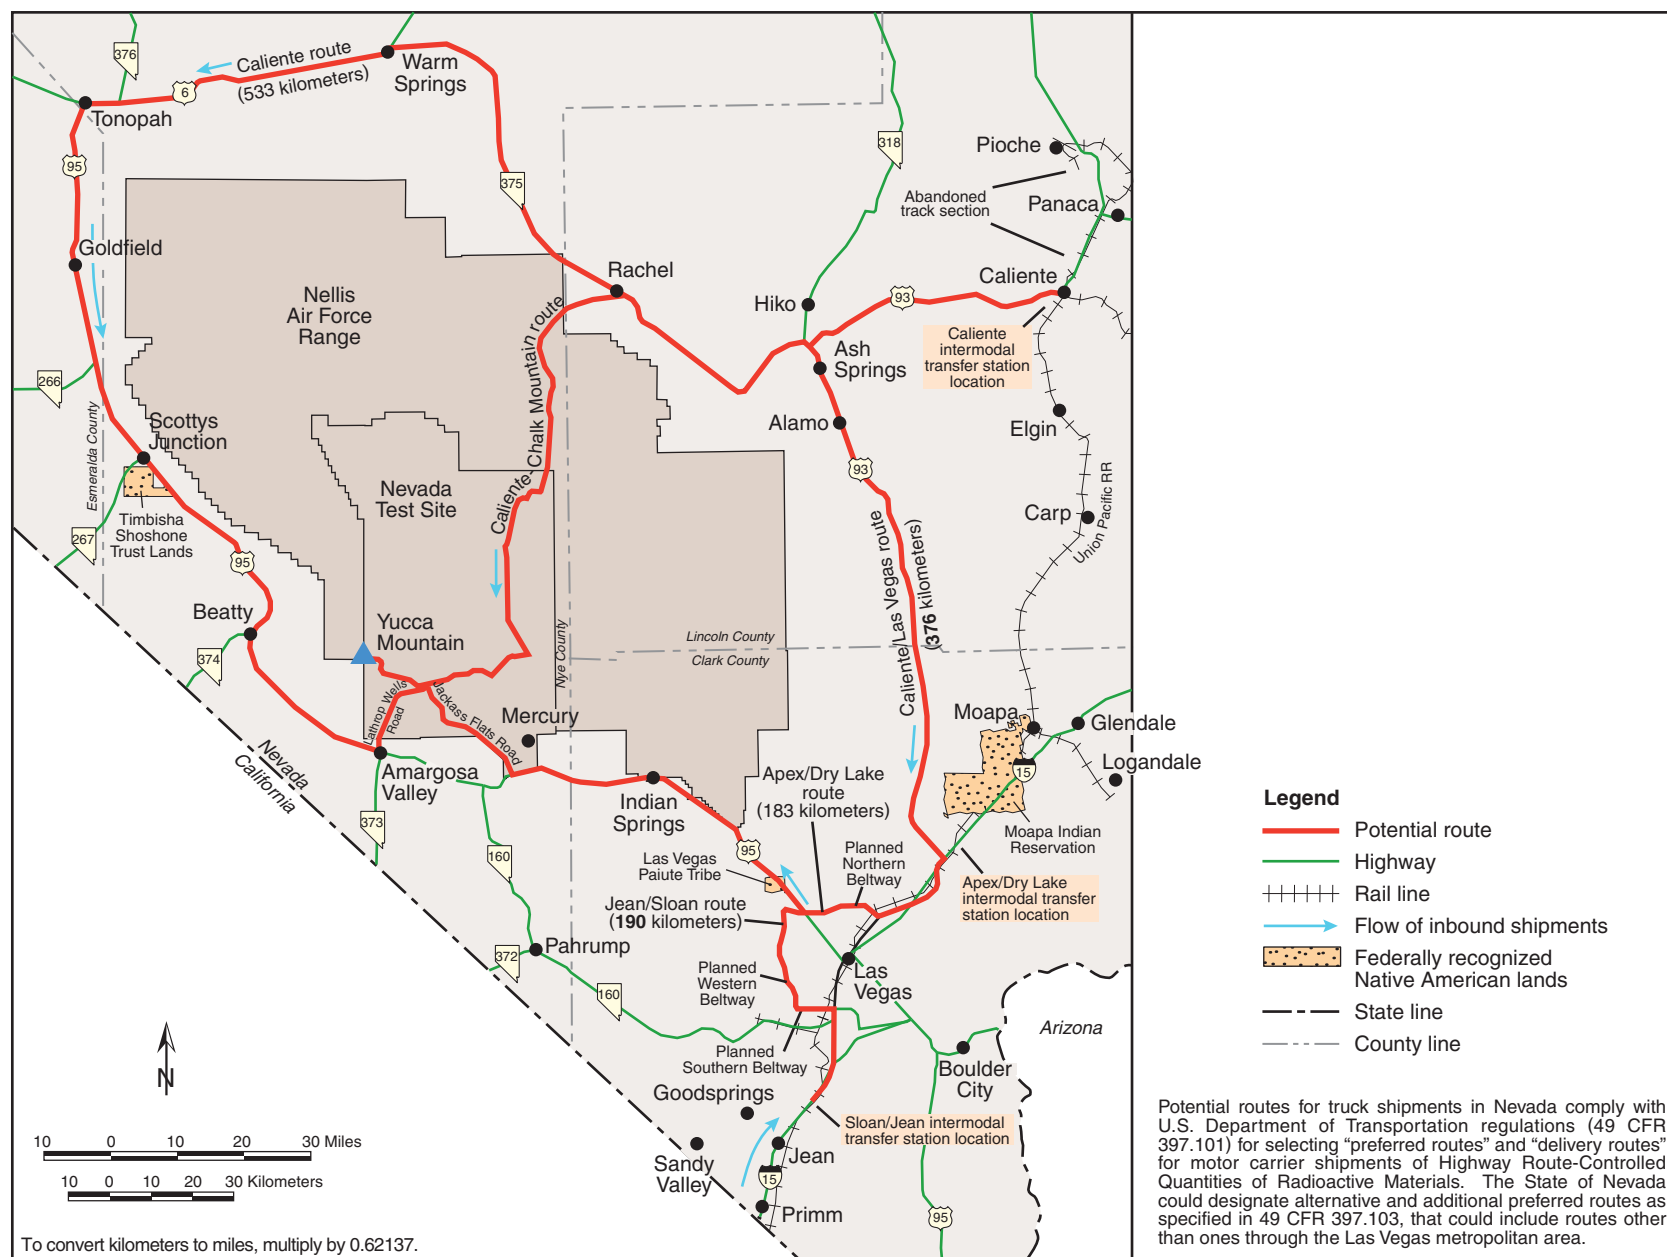 376
Caliente route
(533 kilometers)
6
Warm
Springs
Tonopah
95
375
318
Pioche
Abandoned
track section
Panaca
Goldfield
Nellis
Air Force
Range
Rachel
Hiko
93
Caliente
Caliente
intermodal
transfer station
location
Ash
Springs
266
Esmeralda County
Scottys
Junction
Caliente-Chalk Mountain route
Alamo
Elgin
93
Nevada
Test Site
Timbisha
Shoshone
Trust Lands
267
95
Carp
Union Pacific RR
Caliente/Las Vegas route
(376 kilometers)
Beatty
374
Yucca
Mountain
Nye County
Lincoln County
Clark County
Lathrop Wells
Road
Jackass Flats Road
Mercury
Moapa
Glendale
15
Logandale
Nevada
California
Amargosa
Valley
373
160
Indian
Springs
Apex/Dry Lake
route
(183 kilometers)
95
Las Vegas
Paiute Tribe
Planned
Northern
Beltway
Moapa Indian
Reservation
Apex/Dry Lake
intermodal transfer
station location
Jean/Sloan route
(190 kilometers)
372
Pahrump
160
Planned
Western
Beltway
Las
Vegas
Planned
Southern Beltway
Arizona
Boulder
City
Goodsprings
Sloan/Jean intermodal
transfer station location
Sandy
Valley
Jean
15
Primm
95
N
10 0 10 20 30 Miles
10 0 10 20 30 Kilometers
To convert kilometers to miles, multiply by 0.62137.
Legend
Potential route
Highway
Rail line
Flow of inbound shipments
Federally recognized
Native American lands
State line
County line
Potential routes for truck shipments in Nevada comply with
U.S. Department of Transportation regulations (49 CFR
397.101) for selecting “preferred routes” and “delivery routes”
for motor carrier shipments of Highway Route-Controlled
Quantities of Radioactive Materials. The State of Nevada
could designate alternative and additional preferred routes as
specified in 49 CFR 397.103, that could include routes other
than ones through the Las Vegas metropolitan area.